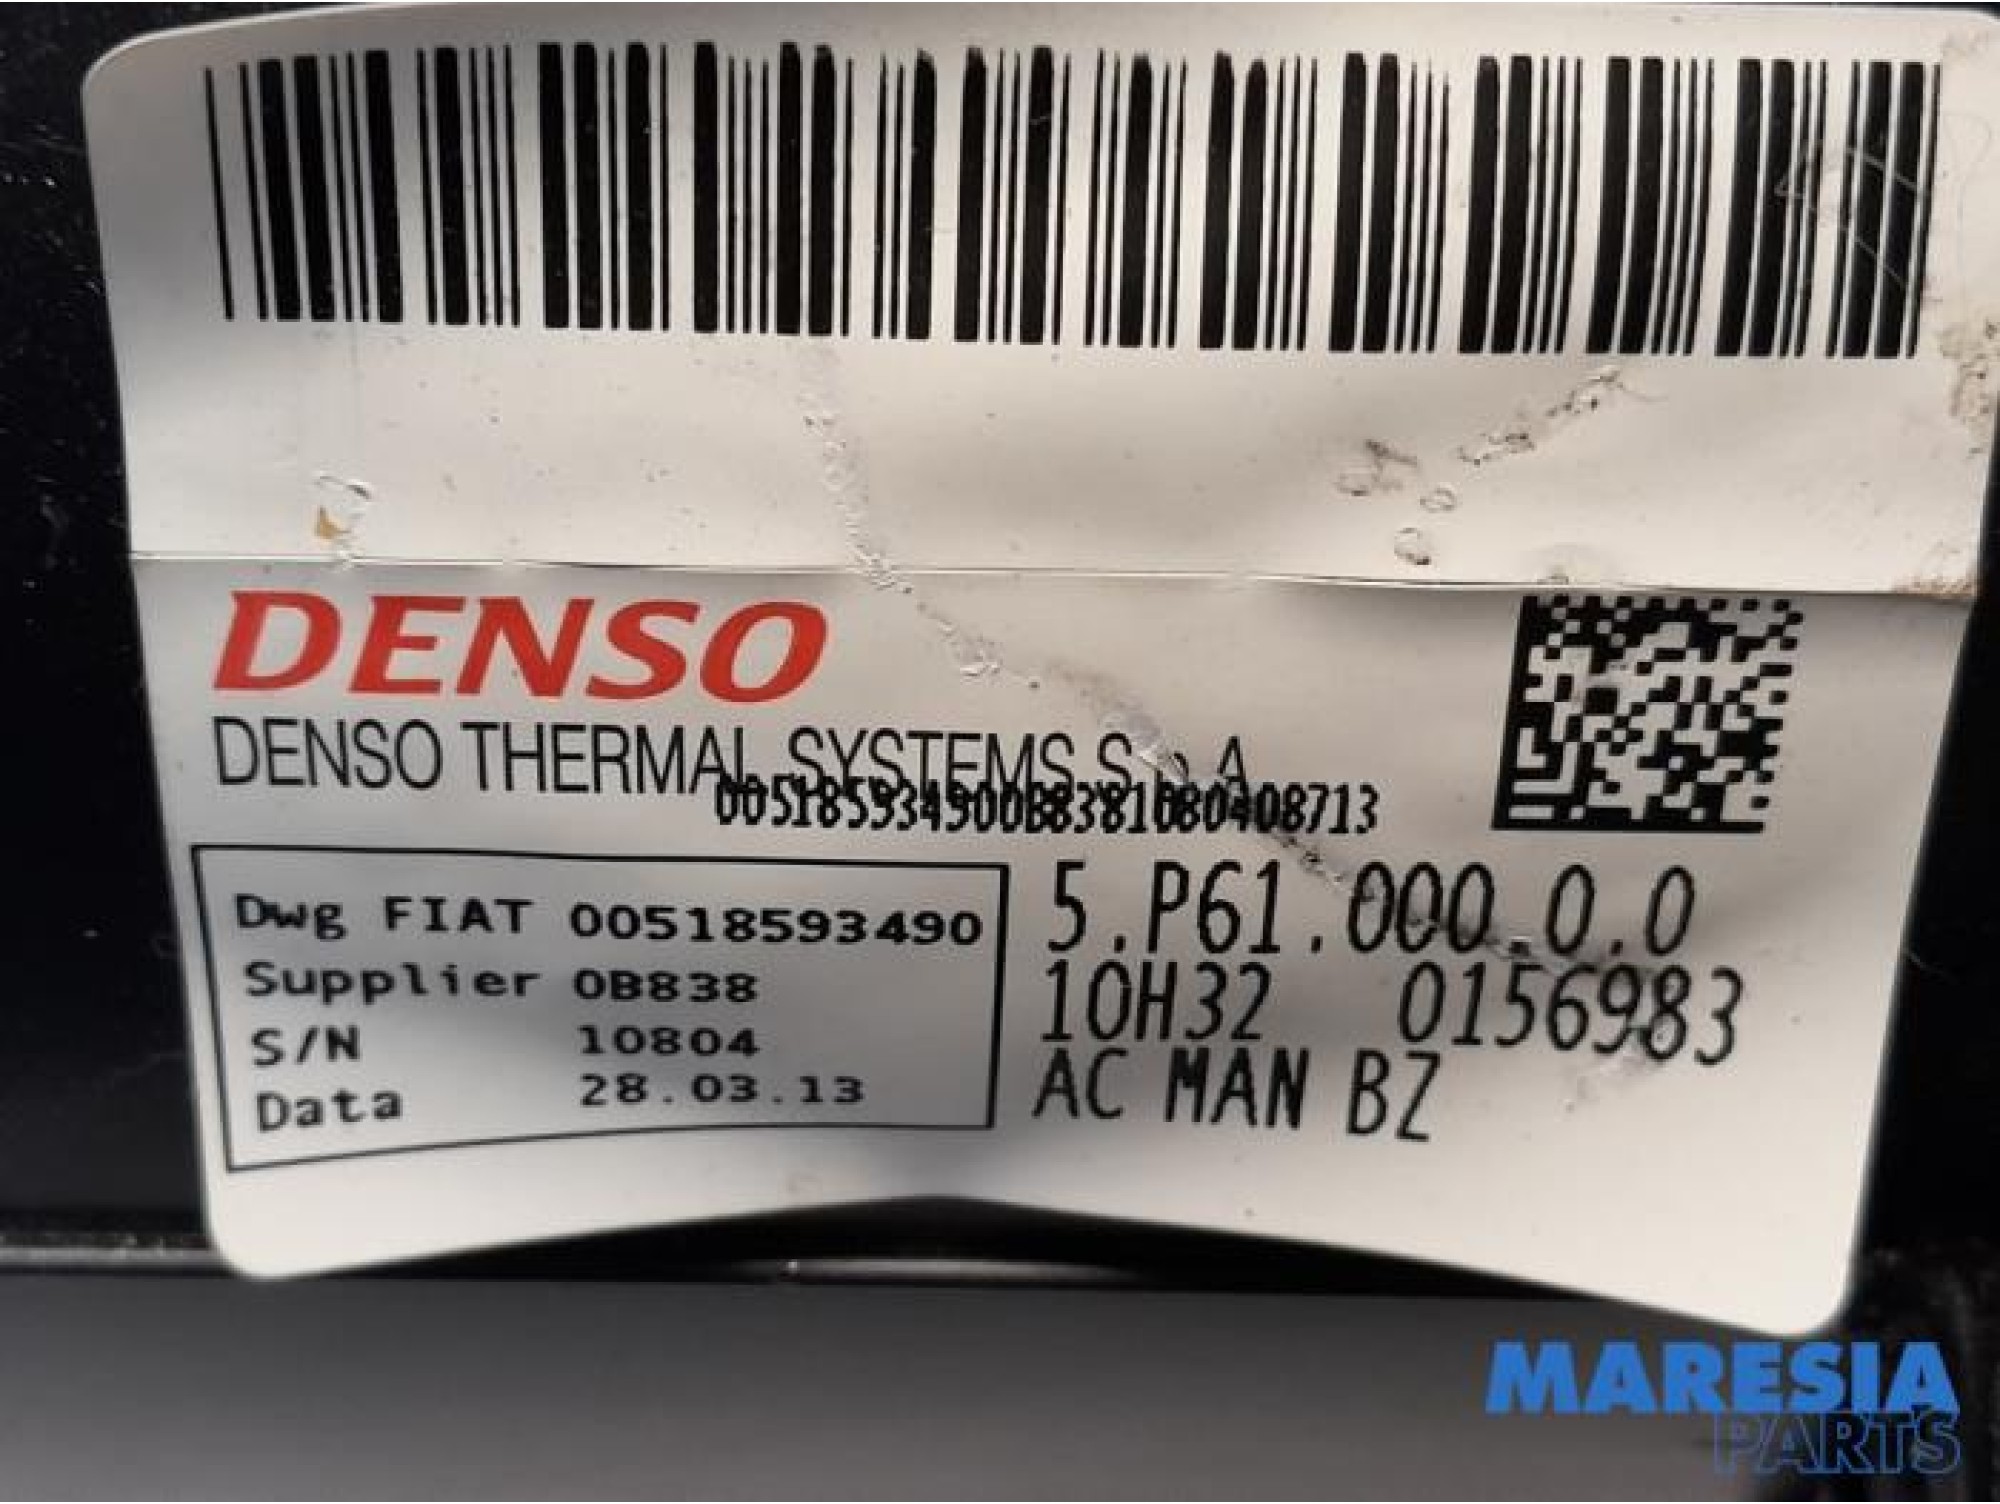 DENSO
DENSO THERMAL SYSTEMS S.p.A
005185934900B8381080408713
Dwg FIAT 00518593490
Supplier 0B838
S/N 10804
Data 28.03.13
5.P61.000.0.0
10H32 0156983
AC MAN BZ
MARESIA
PARTS